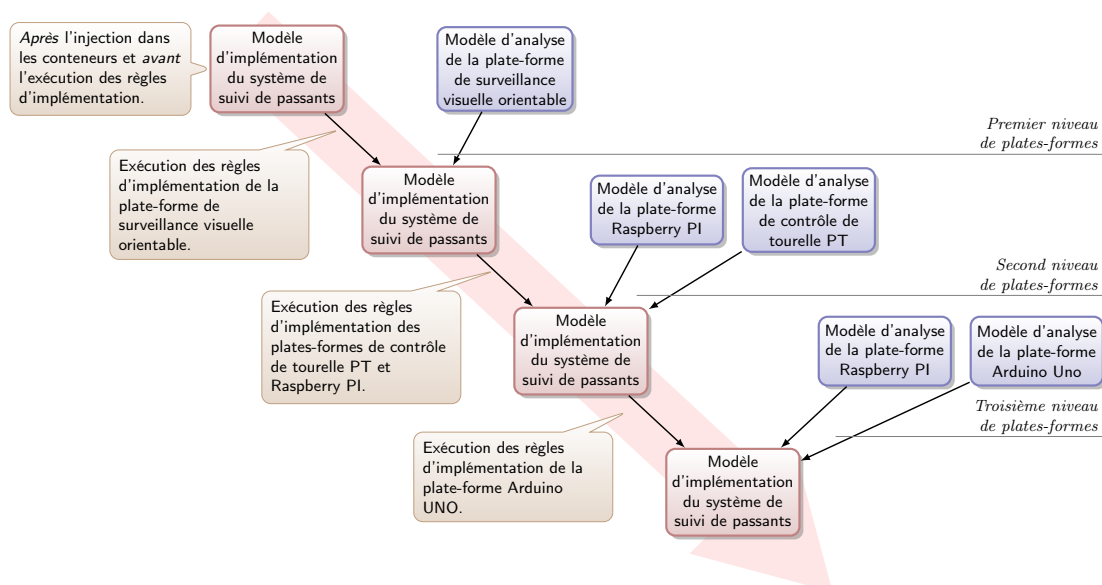 Après l'injection dans
les conteneurs et avant
l'exécution des règles
d'implémentation.
Modèle
d'implémentation
du système de
suivi de passants
Modèle d'analyse
de la plate-forme
de surveillance
visuelle orientable
Premier niveau
de plates-formes
Exécution des règles
d'implémentation de la
plate-forme de
surveillance visuelle
orientable.
Modèle
d'implémentation
du système de
suivi de passants
Modèle d'analyse
de la plate-forme
Raspberry PI
Modèle d'analyse
de la plate-forme
de contrôle de
tourelle PT
Second niveau
de plates-formes
Exécution des règles
d'implémentation des
plates-formes de contrôle
de tourelle PT et
Raspberry PI.
Modèle
d'implémentation
du système de
suivi de passants
Modèle d'analyse
de la plate-forme
Raspberry PI
Modèle d'analyse
de la plate-forme
Arduino Uno
Troisième niveau
de plates-formes
Exécution des règles
d'implémentation de la
plate-forme Arduino
UNO.
Modèle
d'implémentation
du système de
suivi de passants